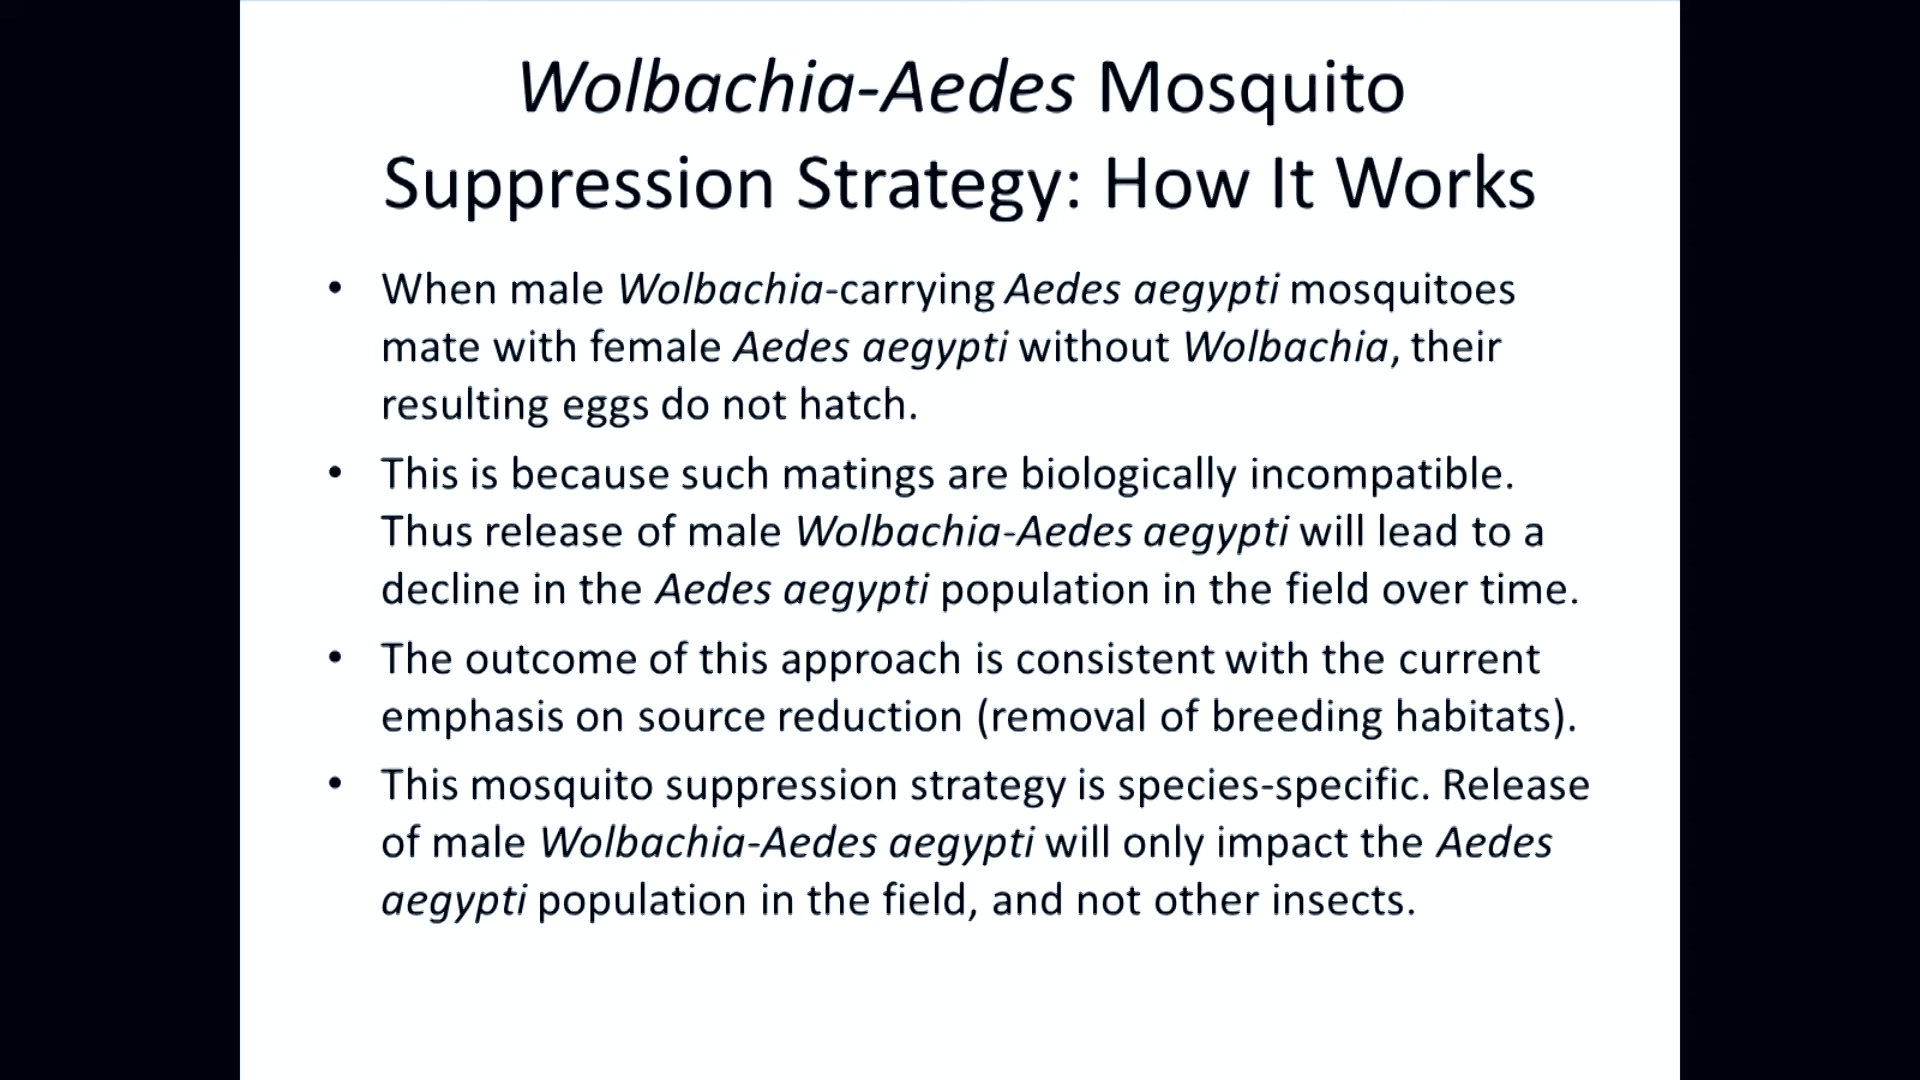 Wolbachia-Aedes Mosquito
Suppression Strategy: How It Works
• When male Wolbachia-carrying Aedes aegypti mosquitoes
mate with female Aedes aegypti without Wolbachia, their
resulting eggs do not hatch.
• This is because such matings are biologically incompatible.
Thus release of male Wolbachia-Aedes aegypti will lead to a
decline in the Aedes aegypti population in the field over time.
• The outcome of this approach is consistent with the current
emphasis on source reduction (removal of breeding habitats).
• This mosquito suppression strategy is species-specific. Release
of male Wolbachia-Aedes aegypti will only impact the Aedes
aegypti population in the field, and not other insects.